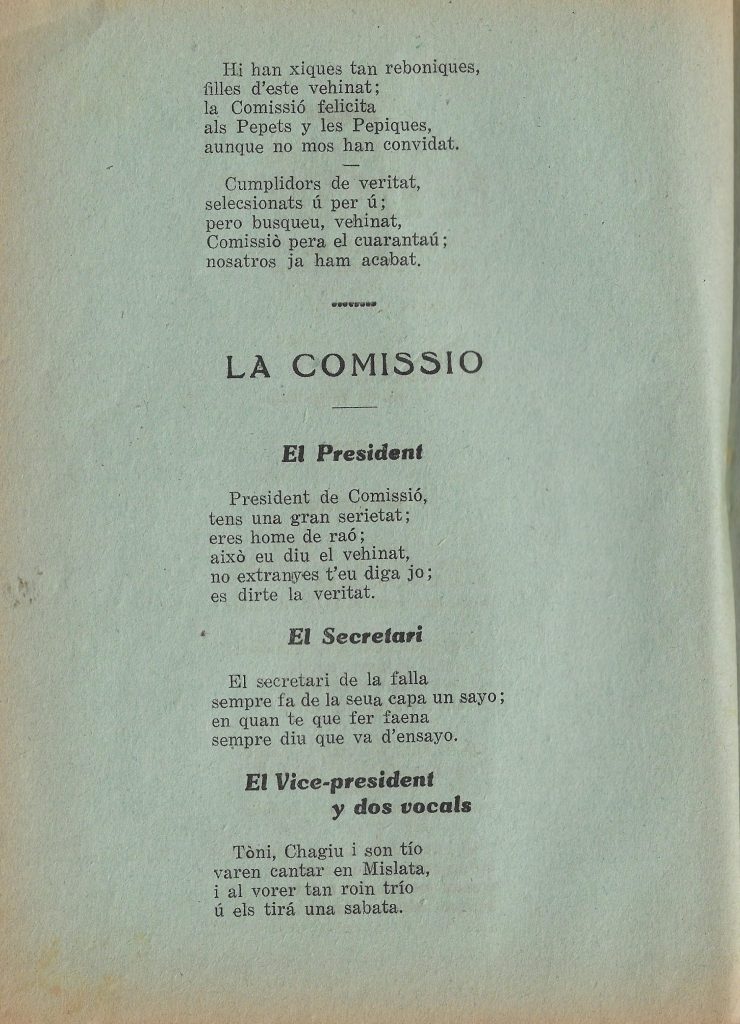 Hi han xiques tan reboniques,
filles d'este vehinat;
la Comissió felicita
als Pepets y les Pepiques,
aunque no mos han convidat.
Cumplidors de veritat,
selecsionats ú per ú;
pero busqueu, vehinat,
Comissiò pera el cuarantaú;
nosatros ja ham acabat.
LA COMISSIO
El President
President de Comissió,
tens una gran serietat;
eres home de raó;
això eu diu el vehinat,
no extranyes t'eu diga jo;
es dirte la veritat.
El Secretari
El secretari de la falla
sempre fa de la seua capa un sayo;
en quan te que fer faena
sempre diu que va d'ensayo.
El Vice-president
y dos vocals
Tòni, Chagiu i son tío
varen cantar en Mislata,
i al vorer tan roin trío
ú els tirá una sabata.